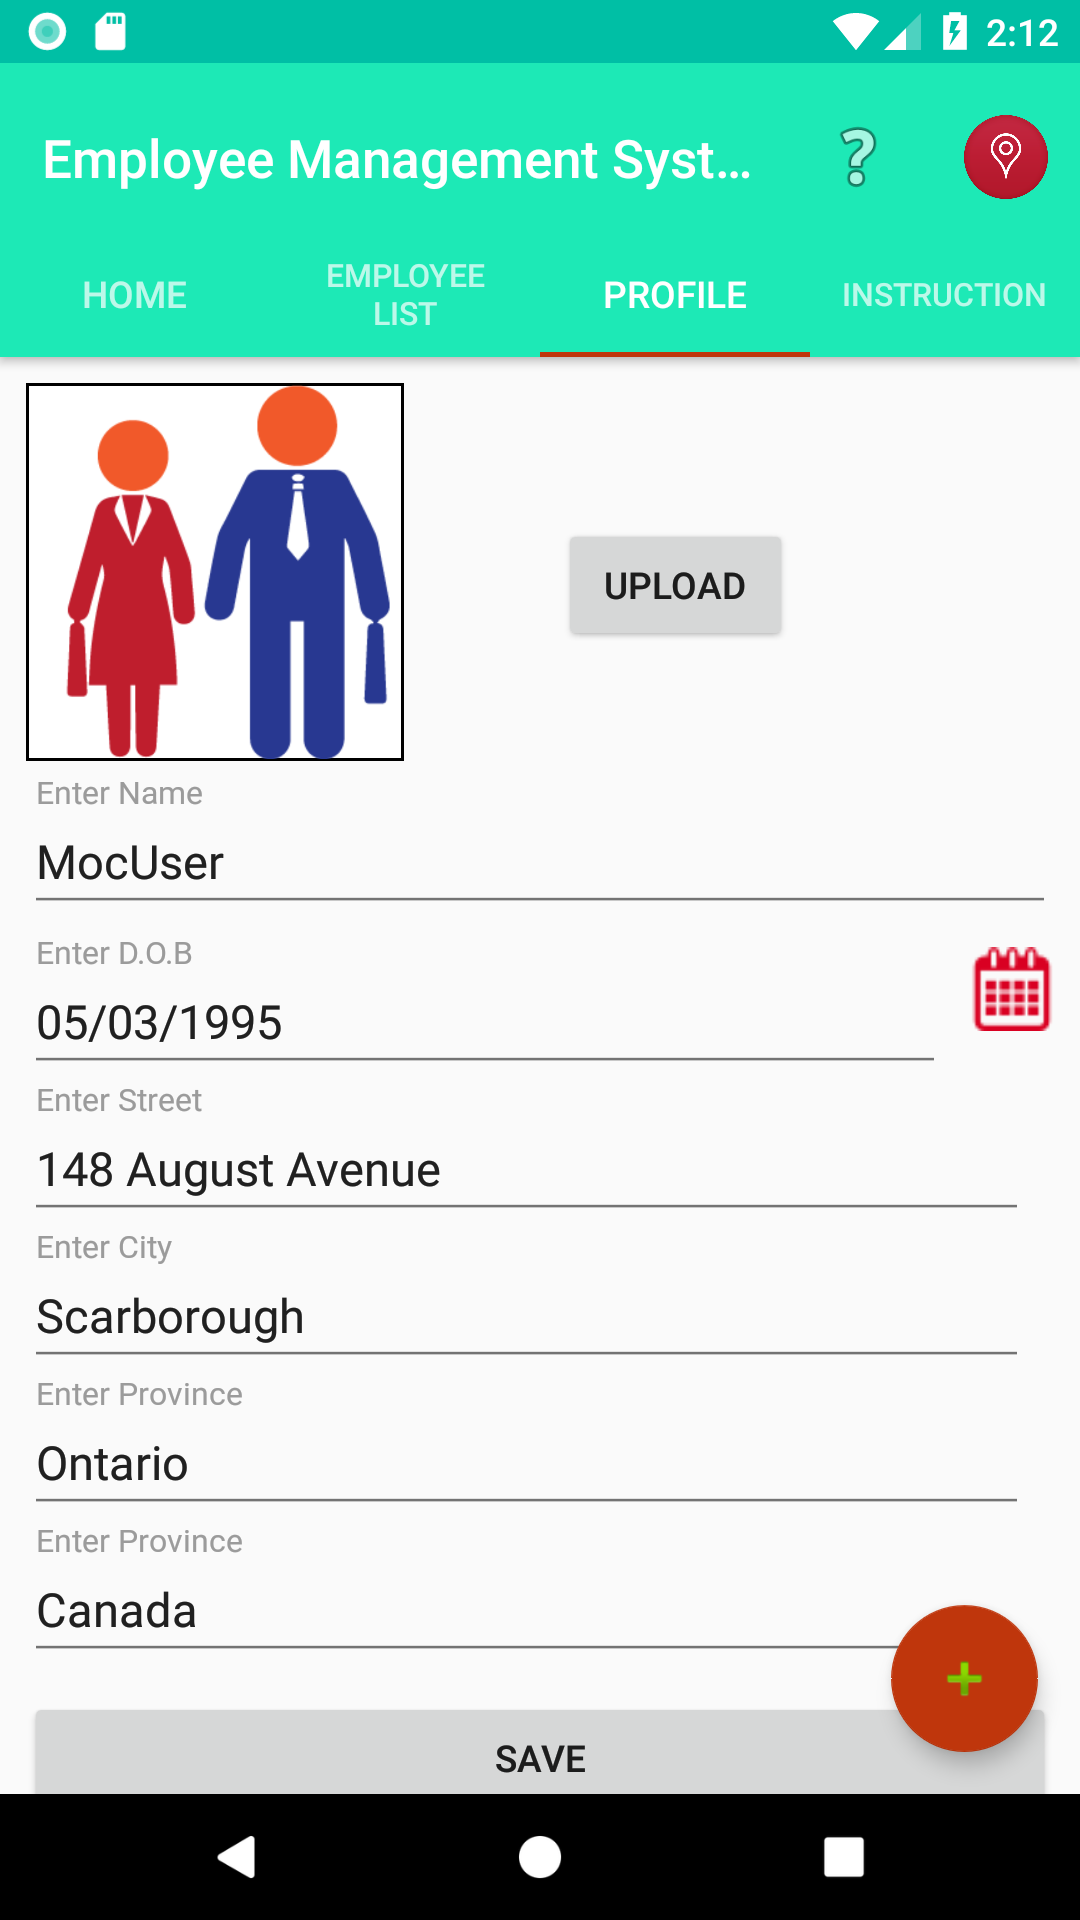 2:12
Employee Management Syst...
HOME
EMPLOYEE
LIST
PROFILE
INSTRUCTION
UPLOAD
Enter Name
MocUser
Enter D.O.B
05/03/1995
Enter Street
148 August Avenue
Enter City
Scarborough
Enter Province
Ontario
Enter Province
Canada
SAVE